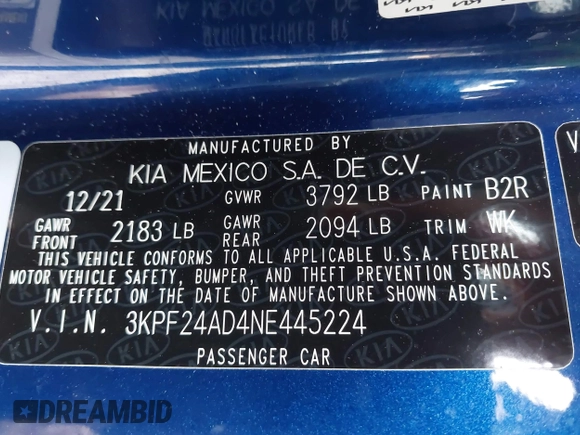 MANUFACTURED BY
KIA MEXICO S.A. DE C.V.
12/21 GVWR 3792 LB PAINT B2R
GAWR FRONT 2183 LB GAWR REAR 2094 LB TRIM WK
THIS VEHICLE CONFORMS TO ALL APPLICABLE U.S.A. FEDERAL
MOTOR VEHICLE SAFETY, BUMPER, AND THEFT PREVENTION STANDARDS
IN EFFECT ON THE DATE OF MANUFACTURE SHOWN ABOVE.
V.I.N. 3KPF24AD4NE445224
PASSENGER CAR
DREAMBID